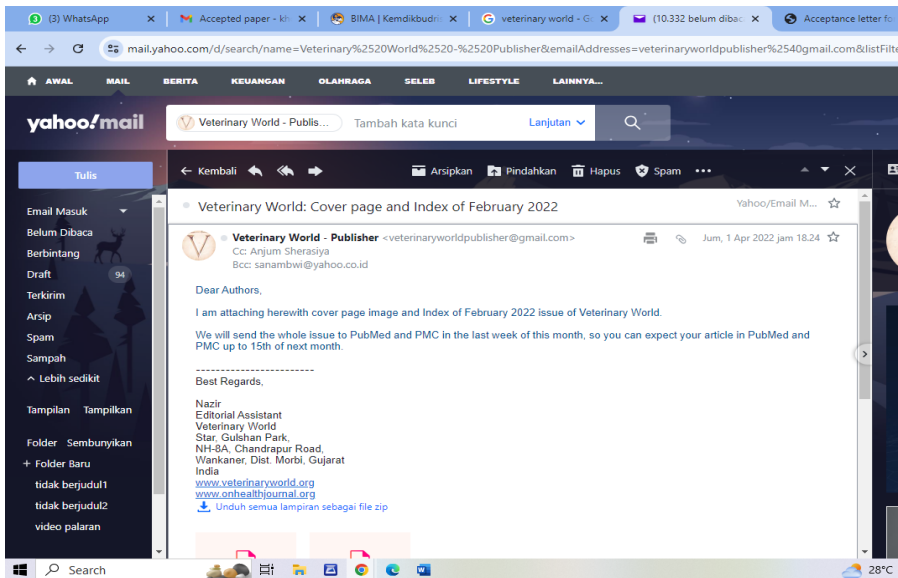 (3) WhatsApp
Accepted paper - kh
BIMA | Kemdikbudri
veterinary world - G
(10.332 belum dibac
Acceptance letter fo
mail.yahoo.com/d/search/name=Veterinary%2520World%2520-%2520Publisher&emailAddresses=veterinaryworldpublisher%2540gmail.com&listFilte
AWAL MAIL BERITA KEUANGAN OLAHRAGA SELEB LIFESTYLE LAINNYA...
yahoo!mail
Veterinary World - Publis... Tambah kata kunci Lanjutan
Tulis
Kembali Arsipkan Pindahkan Hapus Spam
Email Masuk
Belum Dibaca
Berbintang
Draft 94
Terkirim
Arsip
Spam
Sampah
Lebih sedikit
Tampilan Tampilkan
Folder Sembunyikan
+ Folder Baru
tidak berjudul1
tidak berjudul2
video palaran
Veterinary World: Cover page and Index of February 2022 Yahoo/Email M...
Veterinary World - Publisher <veterinaryworldpublisher@gmail.com> Jum, 1 Apr 2022 jam 18.24
Cc: Anjum Sherasiya
Bcc: sanambwi@yahoo.co.id
Dear Authors,
I am attaching herewith cover page image and Index of February 2022 issue of Veterinary World.
We will send the whole issue to PubMed and PMC in the last week of this month, so you can expect your article in PubMed and
PMC up to 15th of next month.
------------------------
Best Regards,
Nazir
Editorial Assistant
Veterinary World
Star, Gulshan Park,
NH-8A, Chandrapur Road,
Wankaner, Dist. Morbi, Gujarat
India
www.veterinaryworld.org
www.onhealthjournal.org
Unduh semua lampiran sebagai file zip
Search
28°C